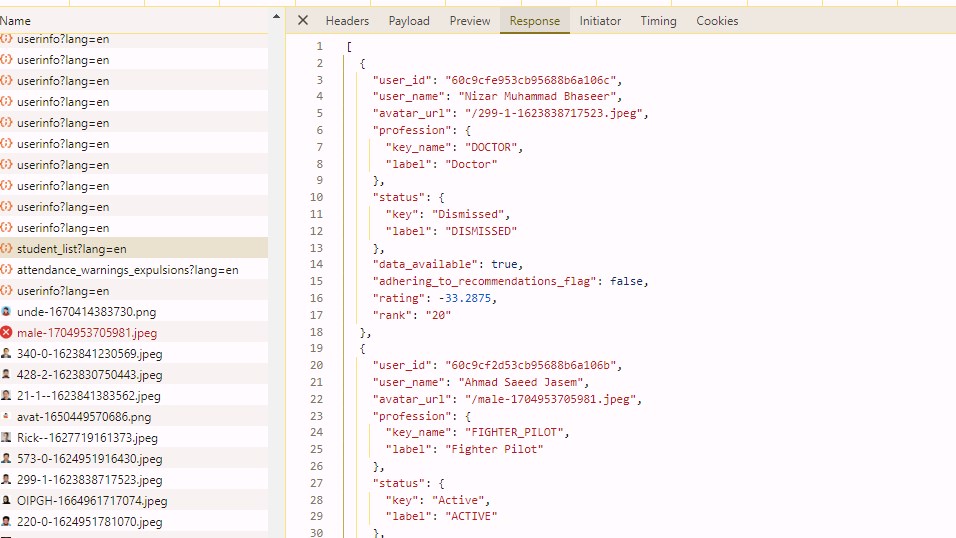 Name
userinfo?lang=en
userinfo?lang=en
userinfo?lang=en
userinfo?lang=en
userinfo?lang=en
userinfo?lang=en
userinfo?lang=en
userinfo?lang=en
userinfo?lang=en
userinfo?lang=en
student_list?lang=en
attendance_warnings_expulsions?lang=en
userinfo?lang=en
unde-1670414383730.png
male-1704953705981.jpeg
340-0-1623841230569.jpeg
428-2-1623830750443.jpeg
21-1--1623841383562.jpeg
avat-1650449570686.png
Rick--1627719161373.jpeg
573-0-1624951916430.jpeg
299-1-1623838717523.jpeg
OIPGH-1664961717074.jpeg
220-0-1624951781070.jpeg
Headers Payload Preview Response Initiator Timing Cookies
1 [
2 {
3 "user_id": "60c9cfe953cb95688b6a106c",
4 "user_name": "Nizar Muhammad Bhaseer",
5 "avatar_url": "/299-1-1623838717523.jpeg",
6 "profession": {
7 "key_name": "DOCTOR",
8 "label": "Doctor"
9 },
10 "status": {
11 "key": "Dismissed",
12 "label": "DISMISSED"
13 },
14 "data_available": true,
15 "adhering_to_recommendations_flag": false,
16 "rating": -33.2875,
17 "rank": "20"
18 },
19 {
20 "user_id": "60c9cf2d53cb95688b6a106b",
21 "user_name": "Ahmad Saeed Jasem",
22 "avatar_url": "/male-1704953705981.jpeg",
23 "profession": {
24 "key_name": "FIGHTER_PILOT",
25 "label": "Fighter Pilot"
26 },
27 "status": {
28 "key": "Active",
29 "label": "ACTIVE"
30 },